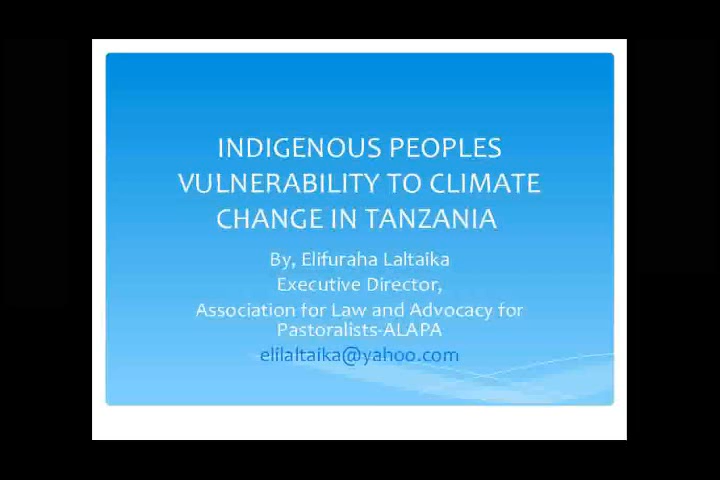 INDIGENOUS PEOPLES
VULNERABILITY TO CLIMATE
CHANGE IN TANZANIA
By, Elifuraha Laltaika
Executive Director,
Association for Law and Advocacy for
Pastoralists-ALAPA
elilaltaika@yahoo.com